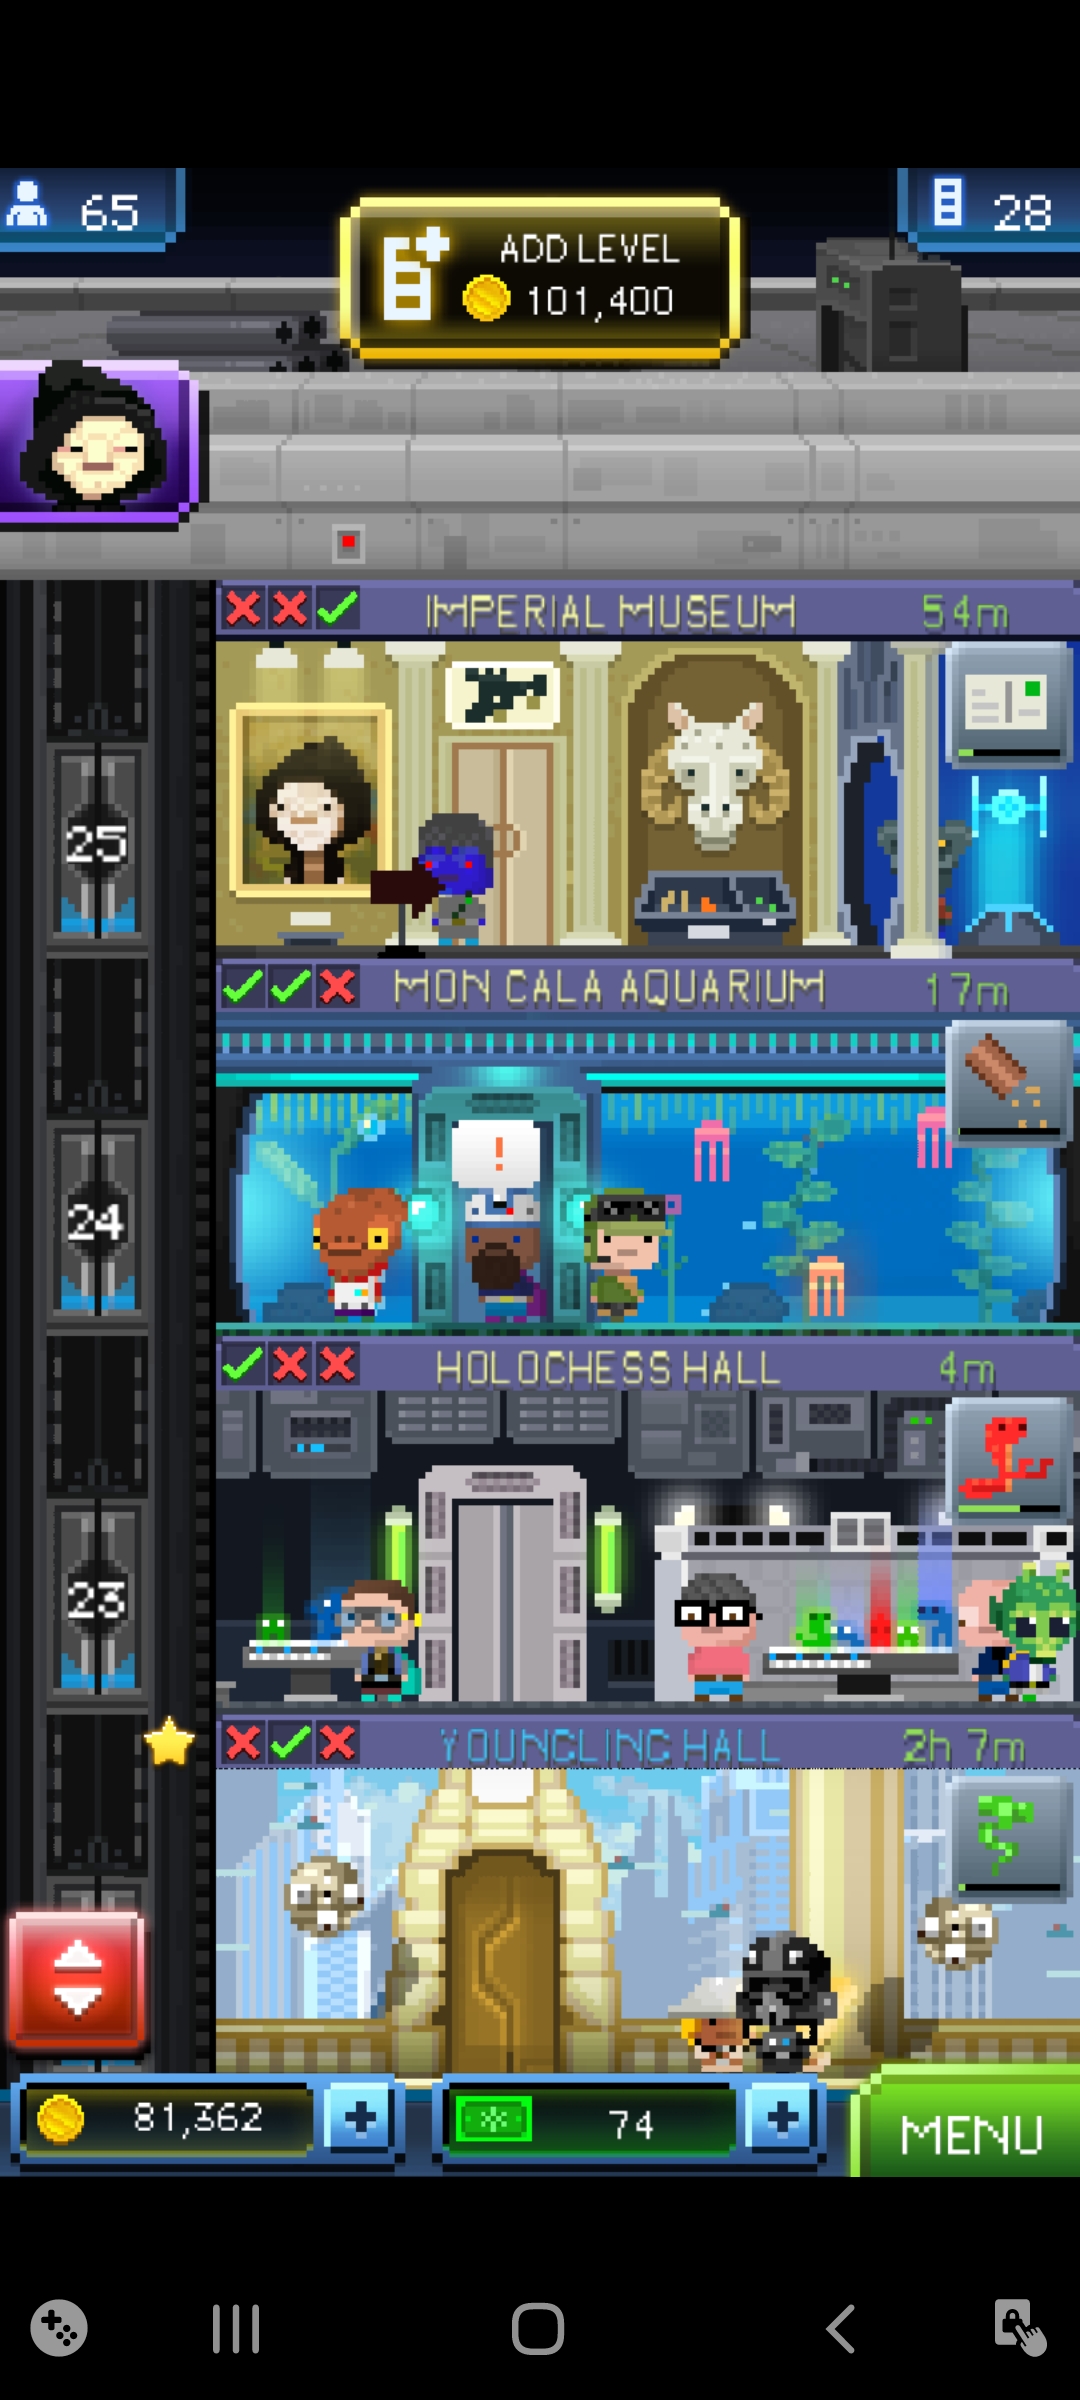 65
ADD LEVEL
101,400
28
IMPERIAL MUSEUM 54m
25
MON CALA AQUARIUM 17m
!
24
HOLOCHESS HALL 4m
23
YOUNGLING HALL 2h 7m
81,362 +
74 +
MENU